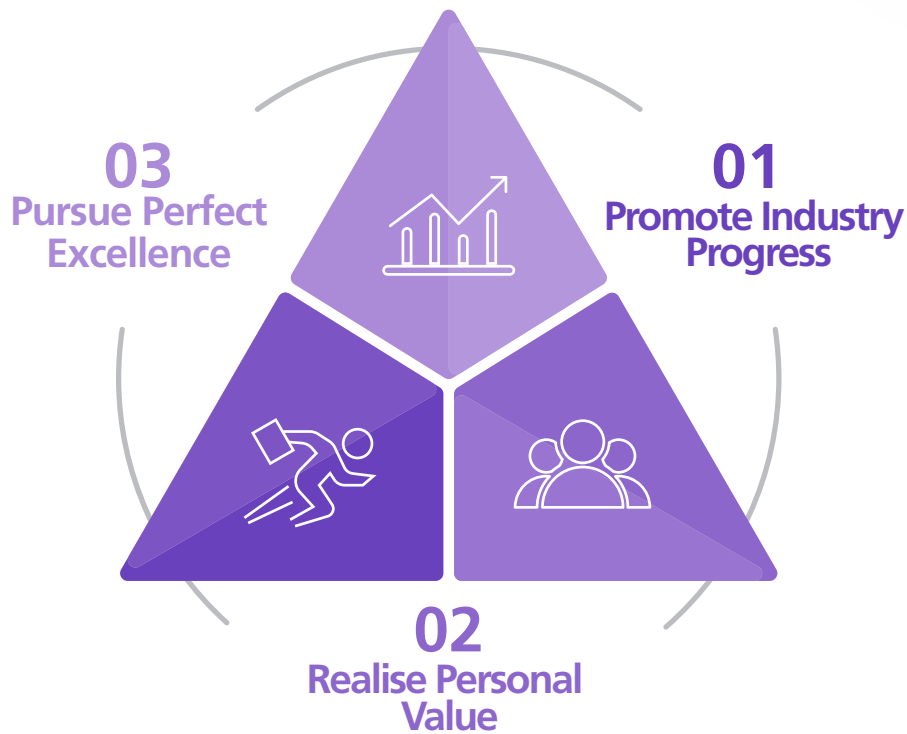 01
Promote Industry
Progress
02
Realise Personal
Value
03
Pursue Perfect
Excellence